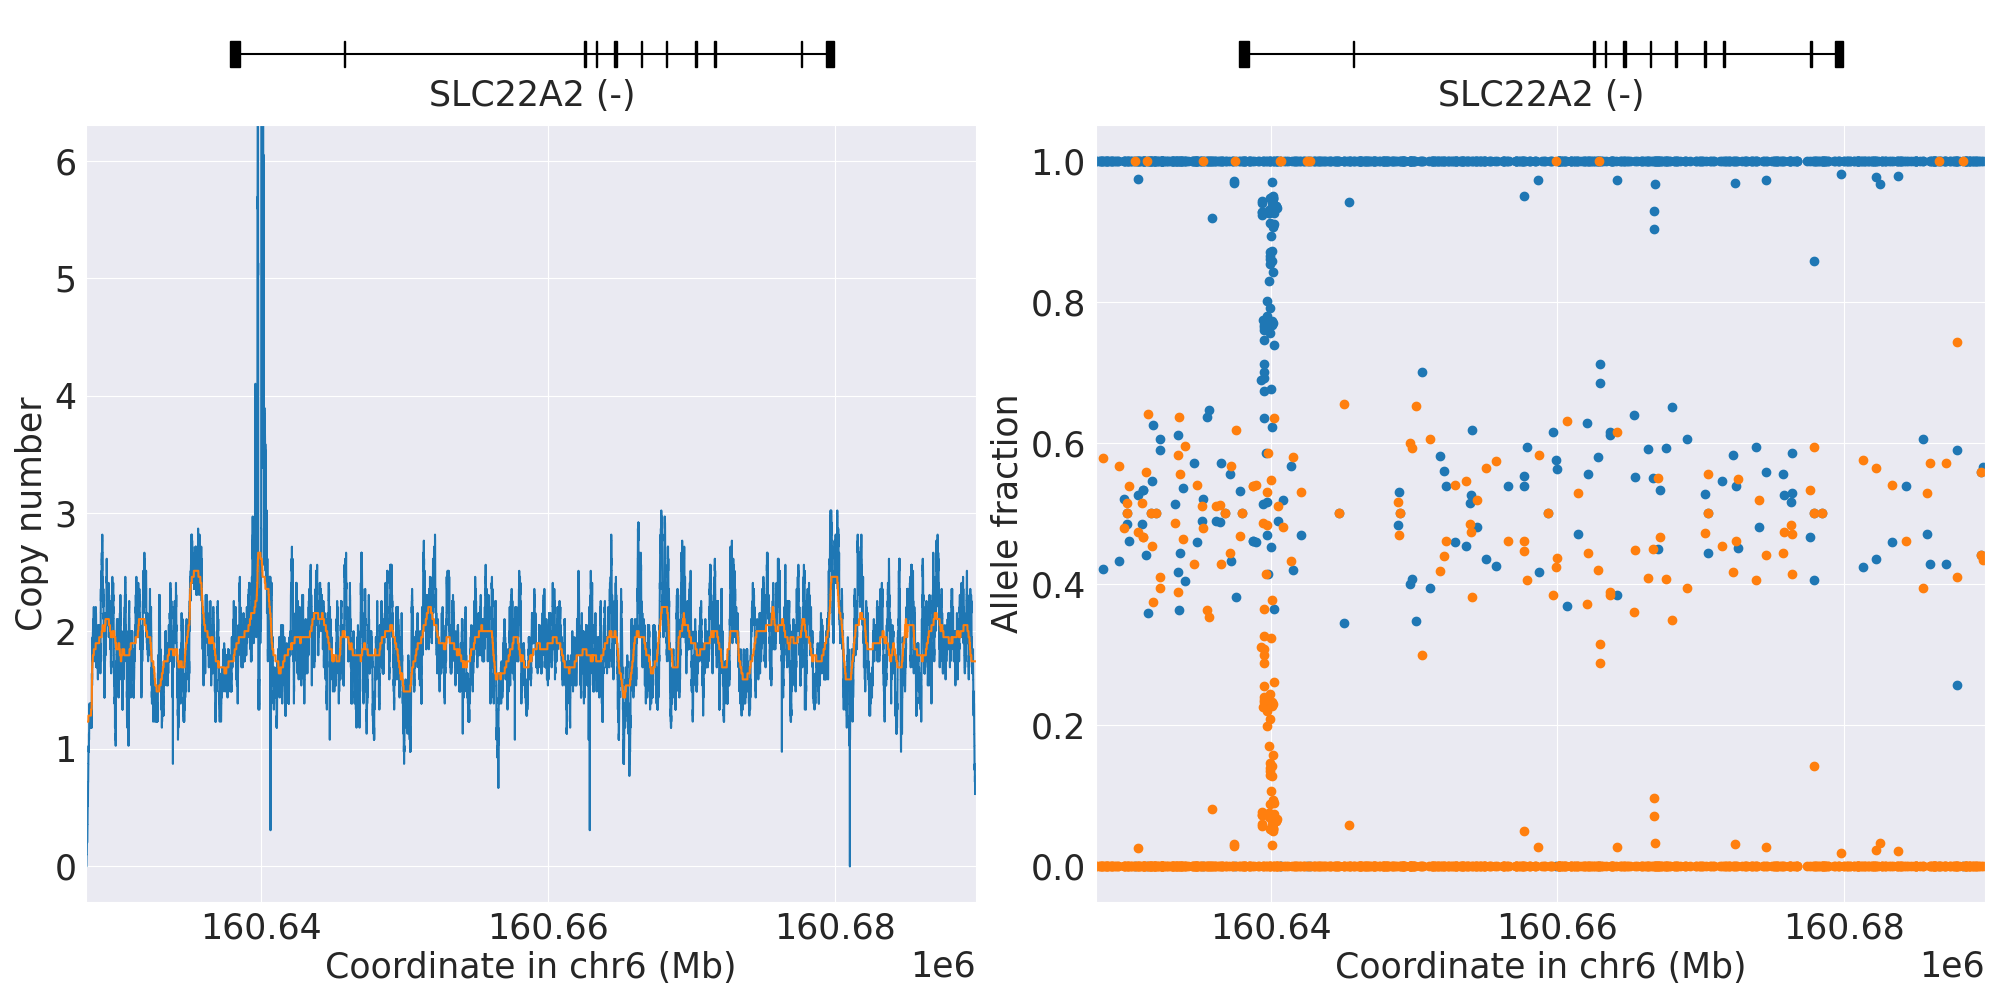 SLC22A2 (-)
6
5
4
3
2
1
0
Copy number
160.64 160.66 160.68
Coordinate in chr6 (Mb)
1e6
SLC22A2 (-)
1.0
0.8
0.6
0.4
0.2
0.0
Allele fraction
160.64 160.66 160.68
Coordinate in chr6 (Mb)
1e6